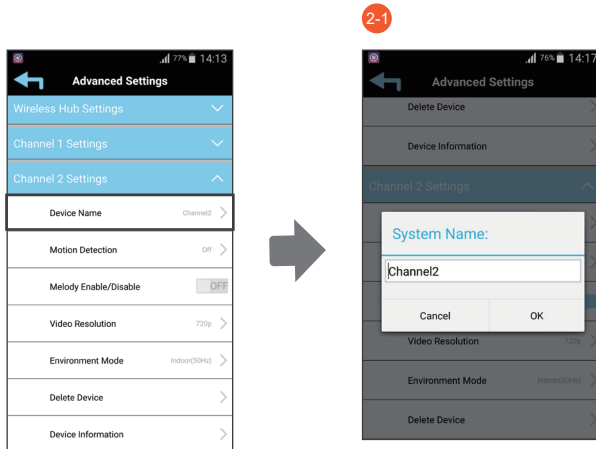 2-1
77% 14:13
Advanced Settings
Wireless Hub Settings
Channel 1 Settings
Channel 2 Settings
Device Name Channel2
Motion Detection Off
Melody Enable/Disable OFF
Video Resolution 720p
Environment Mode Indoor(50Hz)
Delete Device
Device Information
76% 14:17
Advanced Settings
Delete Device
Device Information
Channel 2 Settings
System Name:
Channel2
Cancel OK
Video Resolution 720p
Environment Mode Indoor(50Hz)
Delete Device